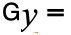 Gy =